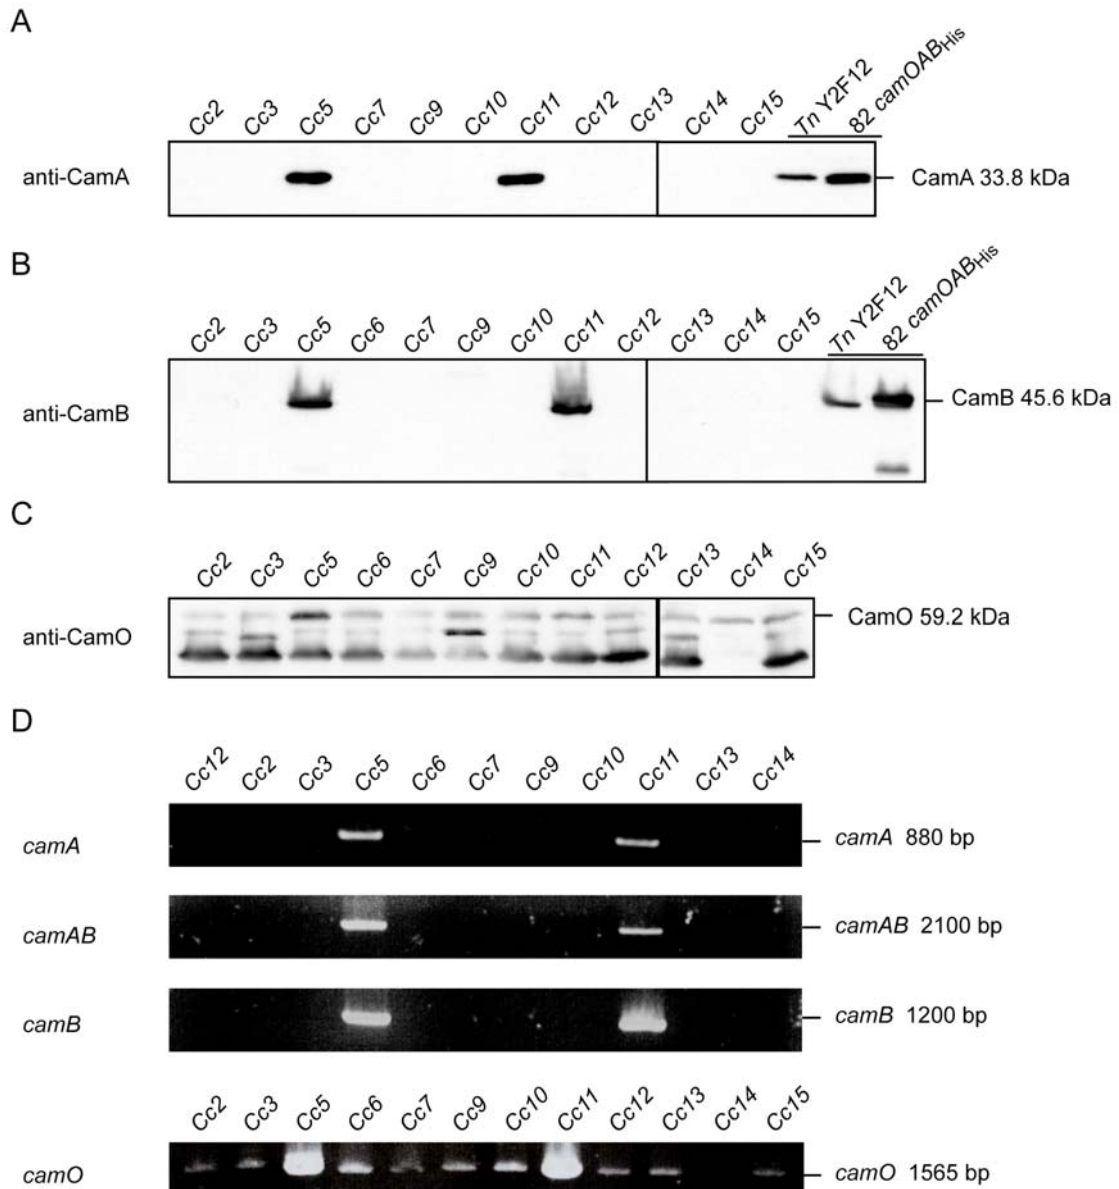 A
Cc2 Cc3 Cc5 Cc7 Cc9 Cc10 Cc11 Cc12 Cc13 Cc14 Cc15 Tn Y2F12 82 camOABHis
anti-CamA CamA 33.8 kDa
B
Cc2 Cc3 Cc5 Cc6 Cc7 Cc9 Cc10 Cc11 Cc12 Cc13 Cc14 Cc15 Tn Y2F12 82 camOABHis
anti-CamB CamB 45.6 kDa
C
Cc2 Cc3 Cc5 Cc6 Cc7 Cc9 Cc10 Cc11 Cc12 Cc13 Cc14 Cc15
anti-CamO CamO 59.2 kDa
D
Cc12 Cc2 Cc3 Cc5 Cc6 Cc7 Cc9 Cc10 Cc11 Cc13 Cc14
camA camA 880 bp
camAB camAB 2100 bp
camB camB 1200 bp
Cc2 Cc3 Cc5 Cc6 Cc7 Cc9 Cc10 Cc11 Cc12 Cc13 Cc14 Cc15
camO camO 1565 bp